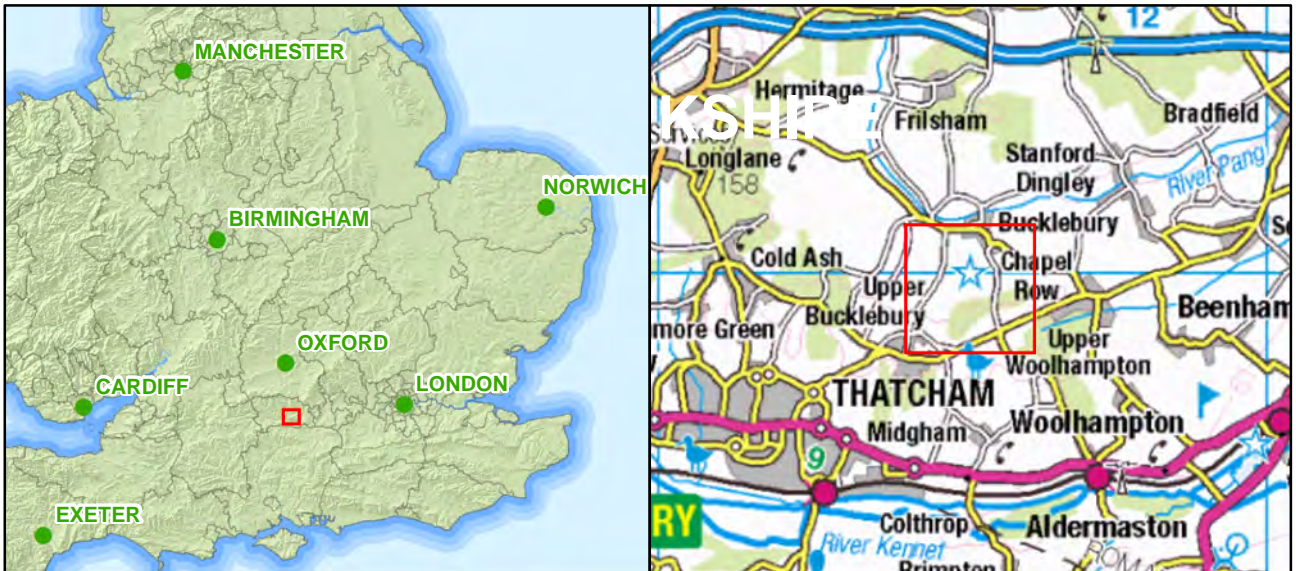 MANCHESTER
NORWICH
BIRMINGHAM
OXFORD
CARDIFF
LONDON
EXETER
12
Hermitage
KSHIRE
Frilsham
Bradfield
Longlane
158
Stanford
Dingley
River Pang
Bucklebury
Cold Ash
Chapel
Row
Upper
Bucklebury
Beenham
more Green
Upper
Woolhampton
THATCHAM
Midgham
Woolhampton
9
RY
Colthrop
Aldermaston
River Kennet
Brimpton